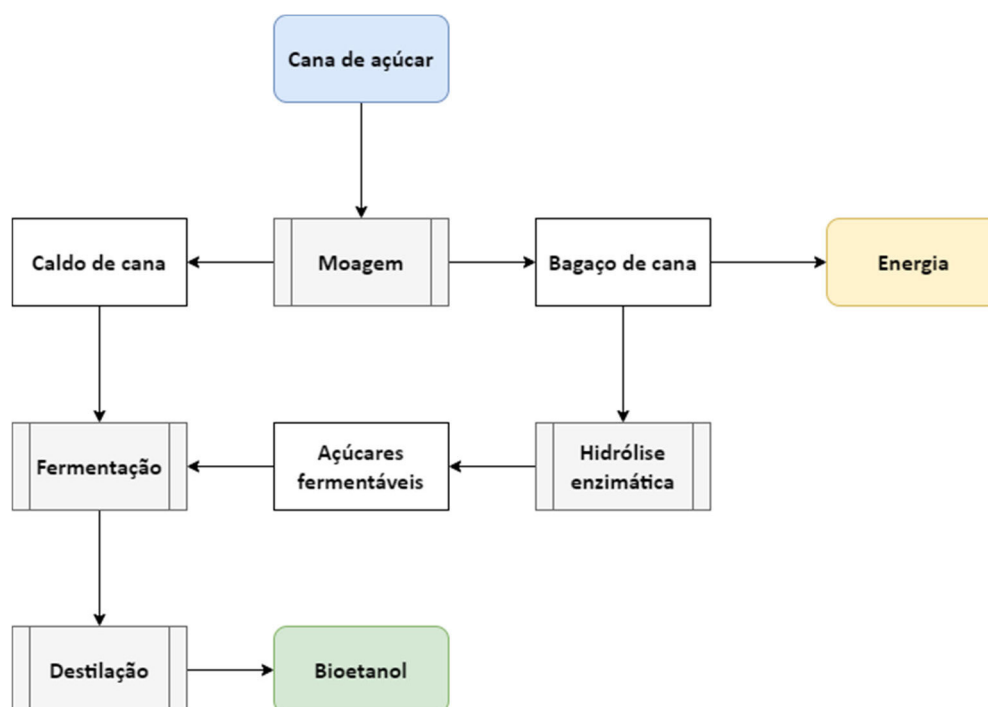 Cana de açúcar
Caldo de cana
Moagem
Bagaço de cana
Energia
Fermentação
Açúcares
fermentáveis
Hidrólise
enzimática
Destilação
Bioetanol